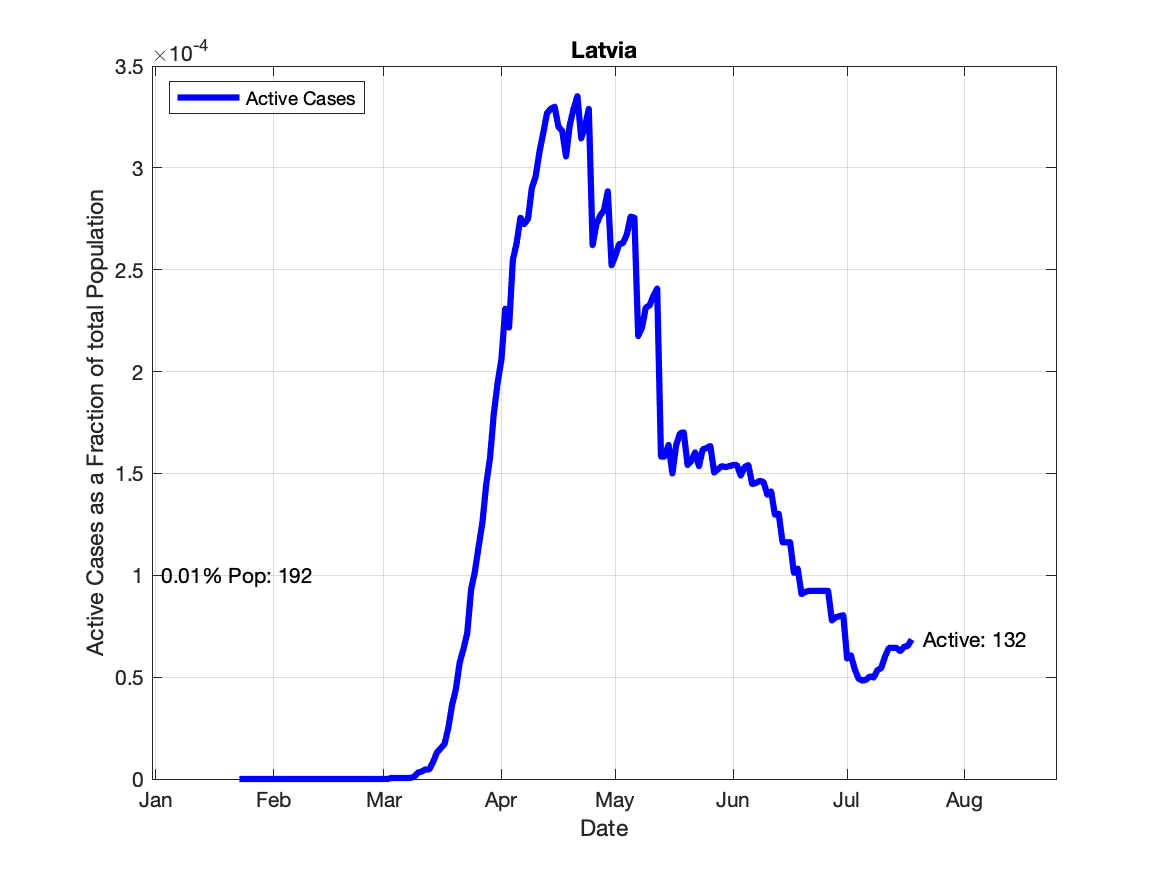 Latvia
×10-4
Active Cases
3.5
3
2.5
2
1.5
1
0.5
0
0.01% Pop: 192
Active: 132
Jan Feb Mar Apr May Jun Jul Aug
Date
Active Cases as a Fraction of total Population